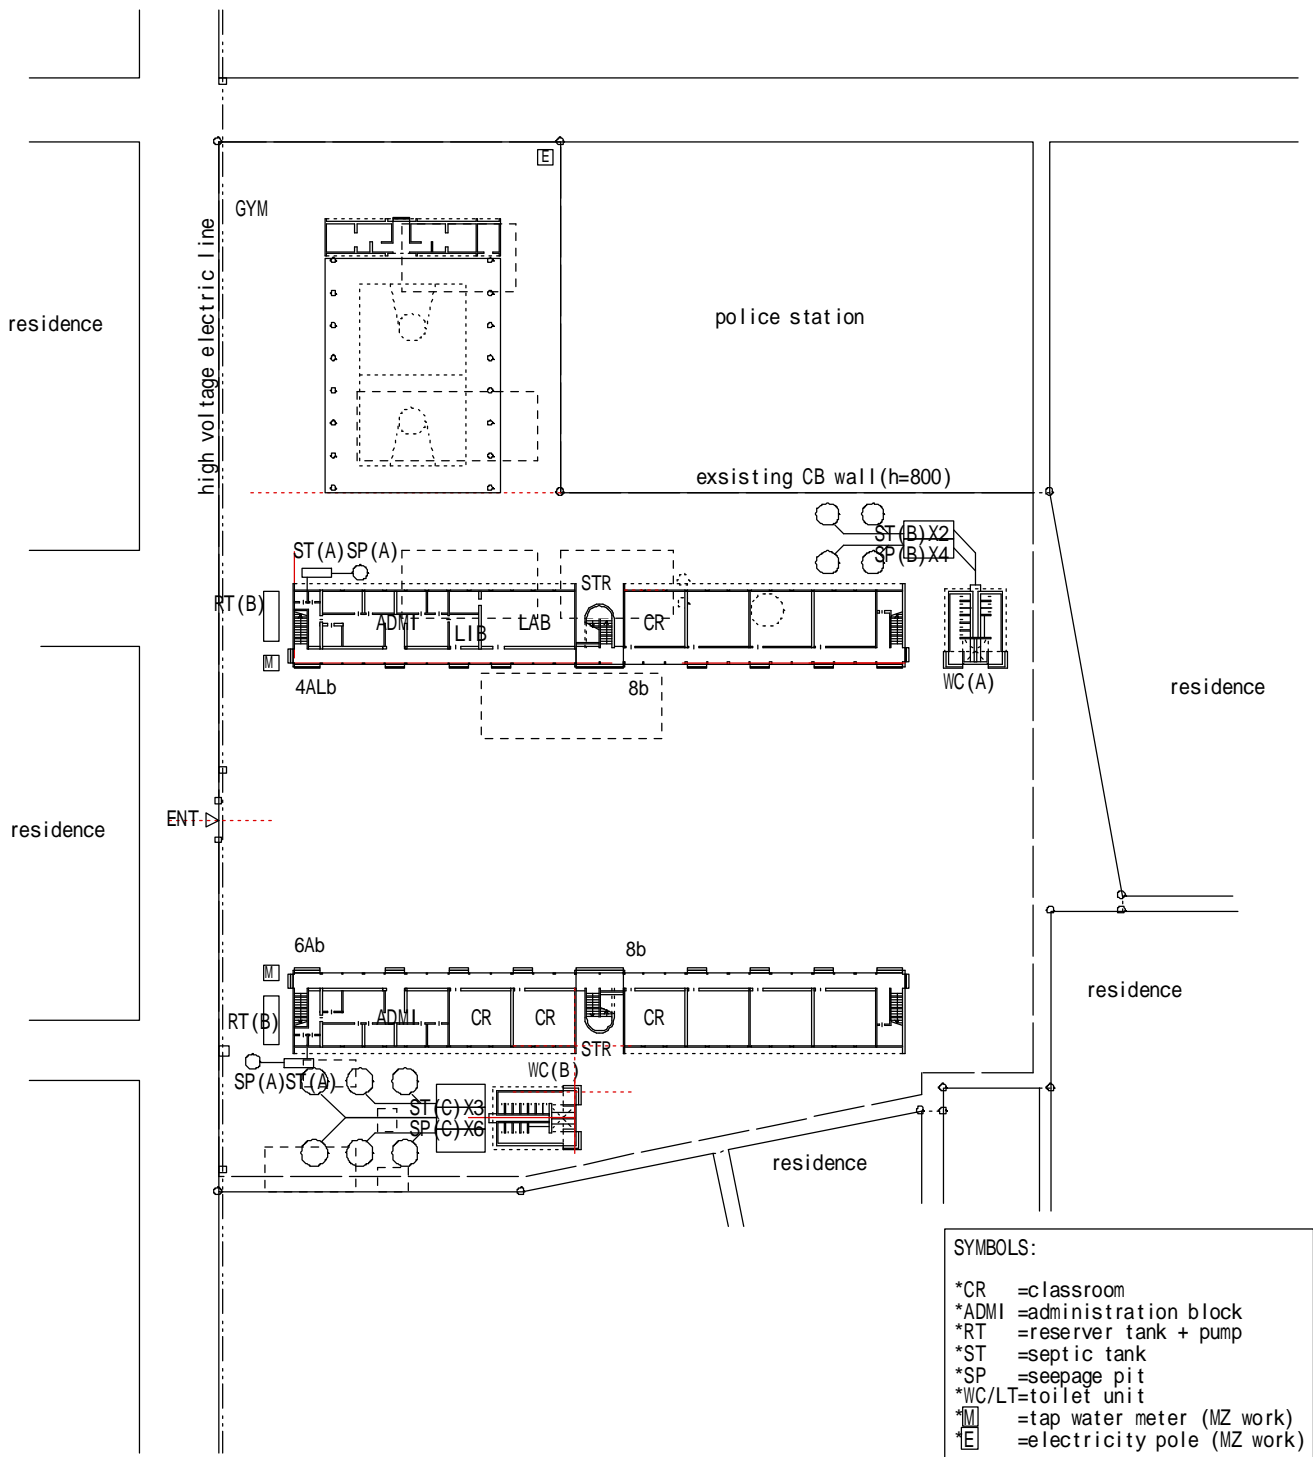 E
GYM
high voltage electric line
residence
police station
exsisting CB wall(h=800)
ST(A)SP(A)
ST(B)X2
SP(B)X4
STR
RT(B)
ADMI
LIB
LAB
CR
M
4ALb
8b
WC(A)
residence
ENT
residence
6Ab
8b
M
residence
RT(B)
ADMI
CR
CR
CR
STR
SP(A)ST(A)
WC(B)
ST(C)X3
SP(C)X6
residence
SYMBOLS:
*CR =classroom
*ADMI =administration block
*RT =reserver tank + pump
*ST =septic tank
*SP =seepage pit
*WC/LT=toilet unit
*M =tap water meter (MZ work)
*E =electricity pole (MZ work)